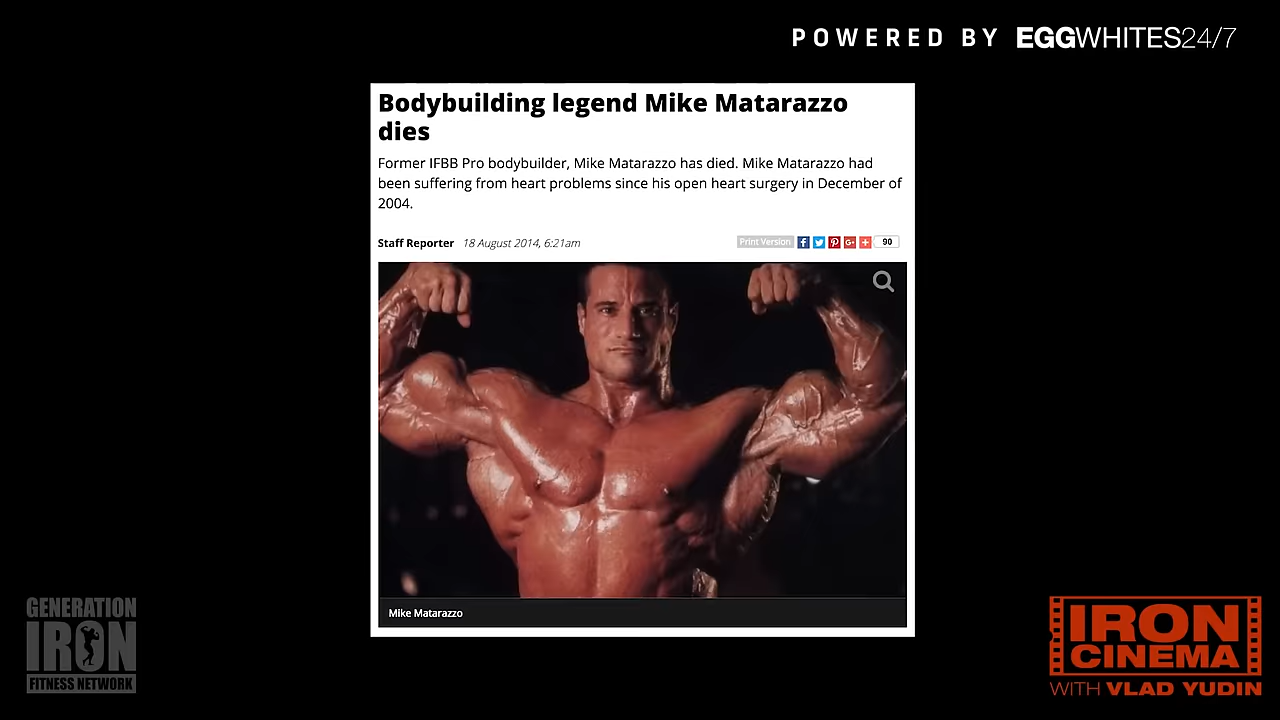 POWERED BY EGGWHITES24/7
Bodybuilding legend Mike Matarazzo
dies
Former IFBB Pro bodybuilder, Mike Matarazzo has died. Mike Matarazzo had
been suffering from heart problems since his open heart surgery in December of
2004.
Staff Reporter 18 August 2014, 6:21am
Print Version 90
Mike Matarazzo
GENERATION
IRON
FITNESS NETWORK
IRON
CINEMA
WITH VLAD YUDIN